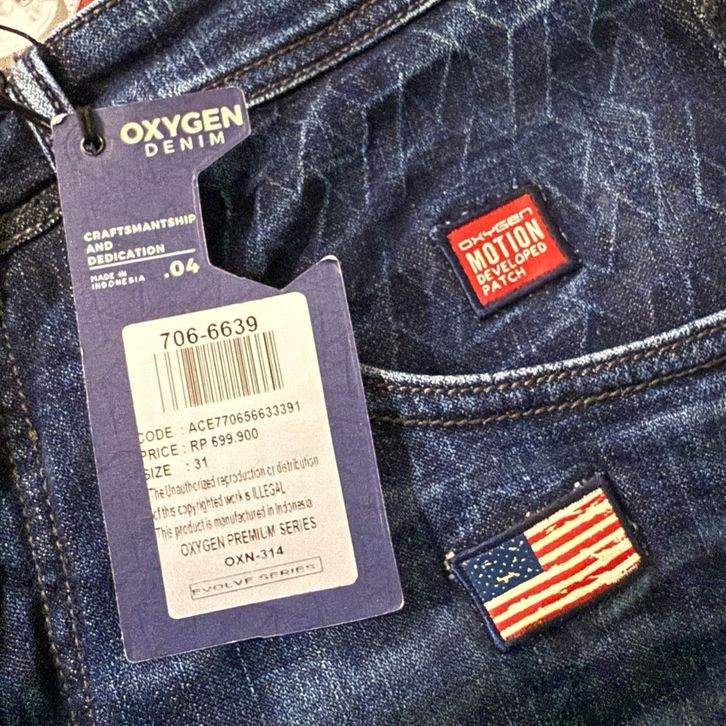 OXYGEN
DENIM
CRAFTSMANTSHIP
AND
DEDICATION
MADE IN
INDONESIA
.04
706-6639
CODE : ACE770656633391
PRICE : RP 699.900
SIZE : 31
The Unauthorized reproduction or distribution
of this copyrighted work is ILLEGAL
This product is manufactured in Indonesia
OXYGEN PREMIUM SERIES
OXN-314
EVOLVE SERIES
OXYGEN
MOTION
DEVELOPED
PATCH